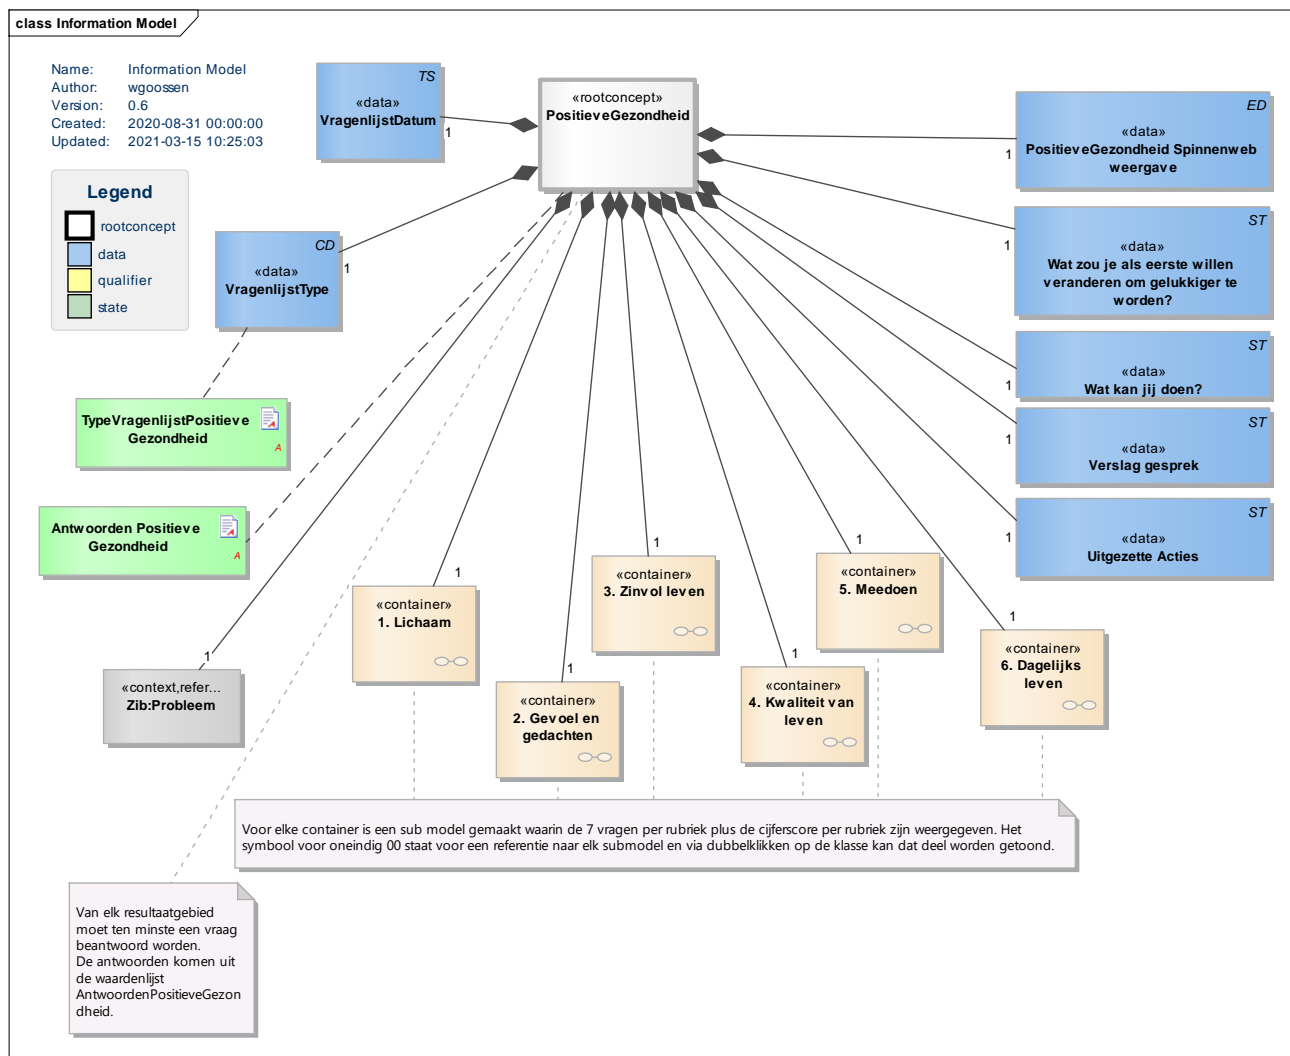 class Information Model
Name: Information Model
Author: wgoossen
Version: 0.6
Created: 2020-08-31 00:00:00
Updated: 2021-03-15 10:25:03
Legend
rootconcept
data
qualifier
state
TS
«data»
VragenlijstDatum
1
«rootconcept»
PositieveGezondheid
ED
«data»
PositieveGezondheid Spinnenweb
weergave
1
CD
«data»
VragenlijstType
1
ST
«data»
Wat zou je als eerste willen
veranderen om gelukkiger te
worden?
1
ST
«data»
Wat kan jij doen?
1
TypeVragenlijstPositieve
Gezondheid
A
ST
«data»
Verslag gesprek
1
Antwoorden Positieve
Gezondheid
A
ST
«data»
Uitgezette Acties
1
1
«container»
1. Lichaam
1
«container»
2. Gevoel en
gedachten
1
«container»
3. Zinvol leven
1
«container»
4. Kwaliteit van
leven
1
«container»
5. Meedoen
1
«container»
6. Dagelijks
leven
1
«context,refer...
Zib:Probleem
Voor elke container is een sub model gemaakt waarin de 7 vragen per rubriek plus de cijferscore per rubriek zijn weergegeven. Het
symbool voor oneindig 00 staat voor een referentie naar elk submodel en via dubbelklikken op de klasse kan dat deel worden getoond.
Van elk resultaatgebied
moet ten minste een vraag
beantwoord worden.
De antwoorden komen uit
de waardenlijst
AntwoordenPositieveGezon
dheid.